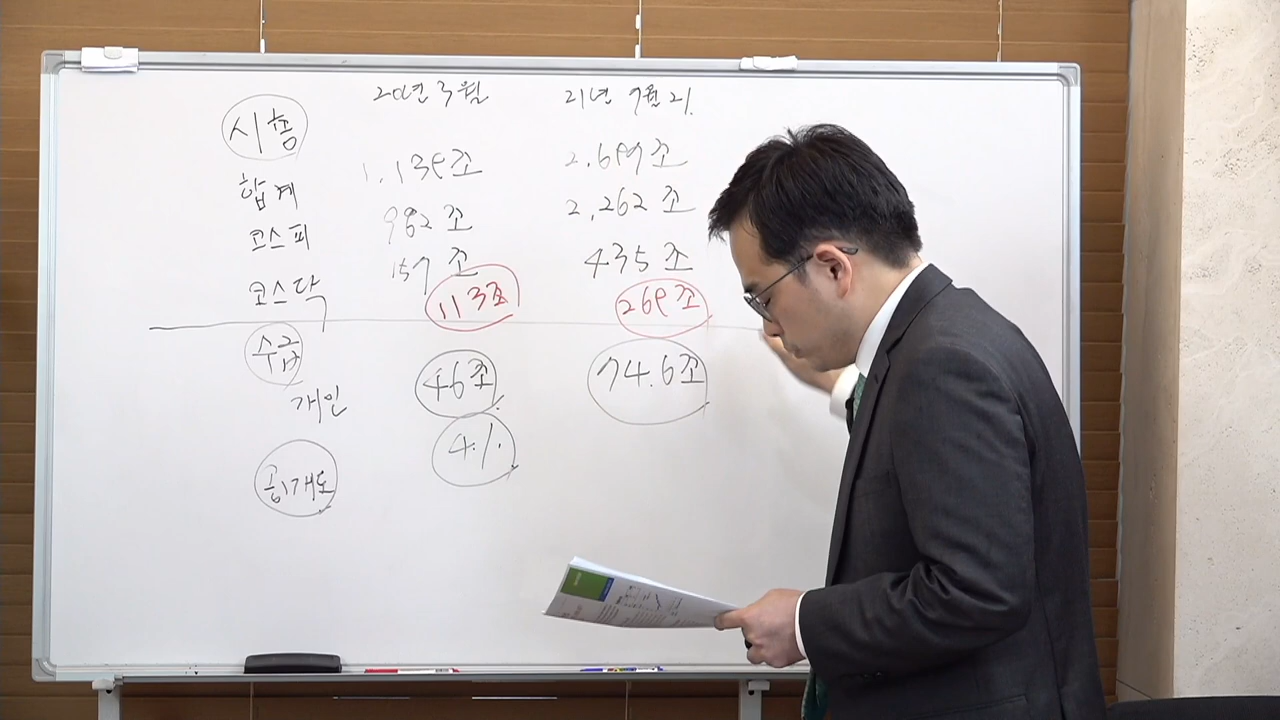 20년 3월 21년 9월 21.
시총
합계 1,139조 2,697조
코스피 982조 2,262조
코스닥 157조 435조
113조 269조
수급
개인 46조 74.6조
4%
공개도